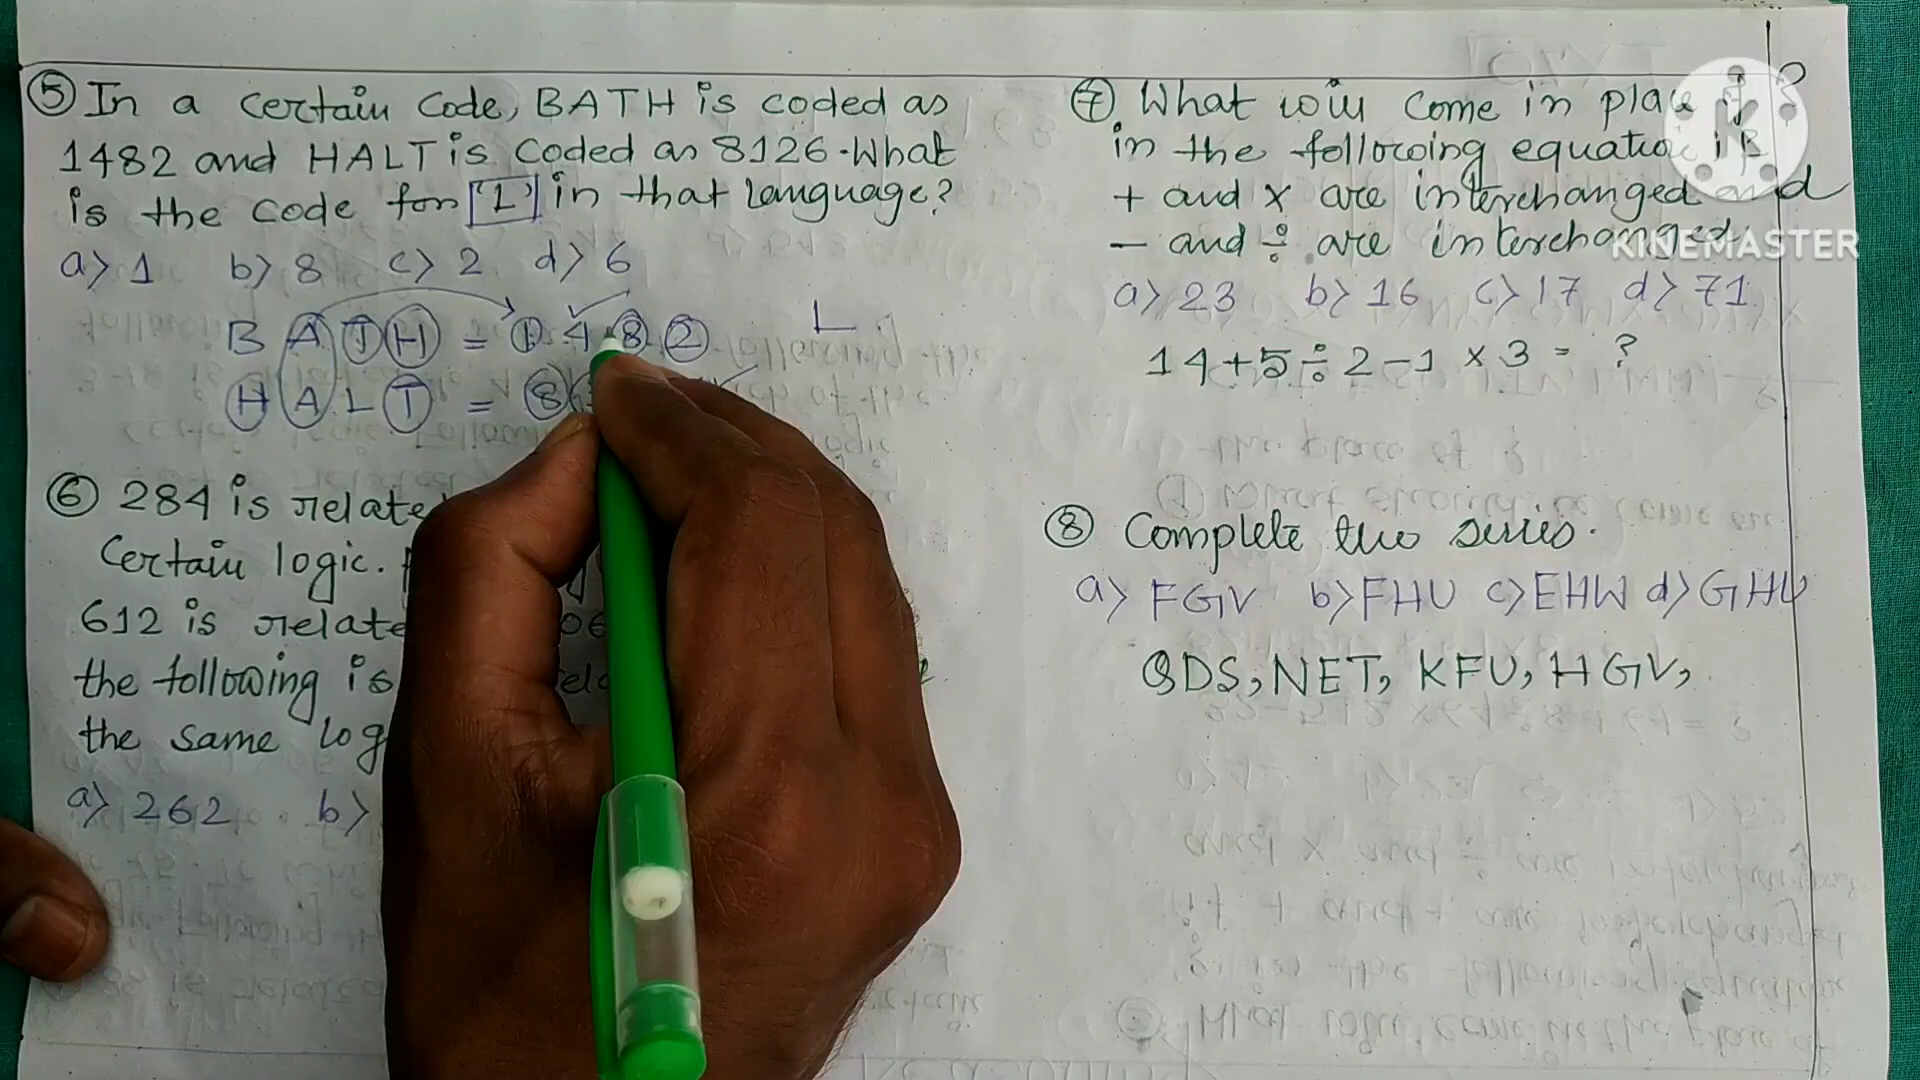 ⑤ In a certain code, BATH is coded as
1482 and HALT is coded as 8126. What
is the code for 'L' in that language?
a) 1 b) 8 c) 2 d) 6
BATH = 1 4 8 2
L
HALT = 8
⑥ 284 is relate
certain logic.
612 is relate
the following is
the same log
a) 262 b)
⑦ What will come in place of ?
in the following equation if
+ and × are interchanged and
− and ÷ are interchanged.
a) 23 b) 16 c) 17 d) 71
14+5÷2−1×3 = ?
⑧ Complete the series.
a) FGV b) FHU c) EHW d) GHU
QDS, NET, KFU, HGV,
K
KINEMASTER